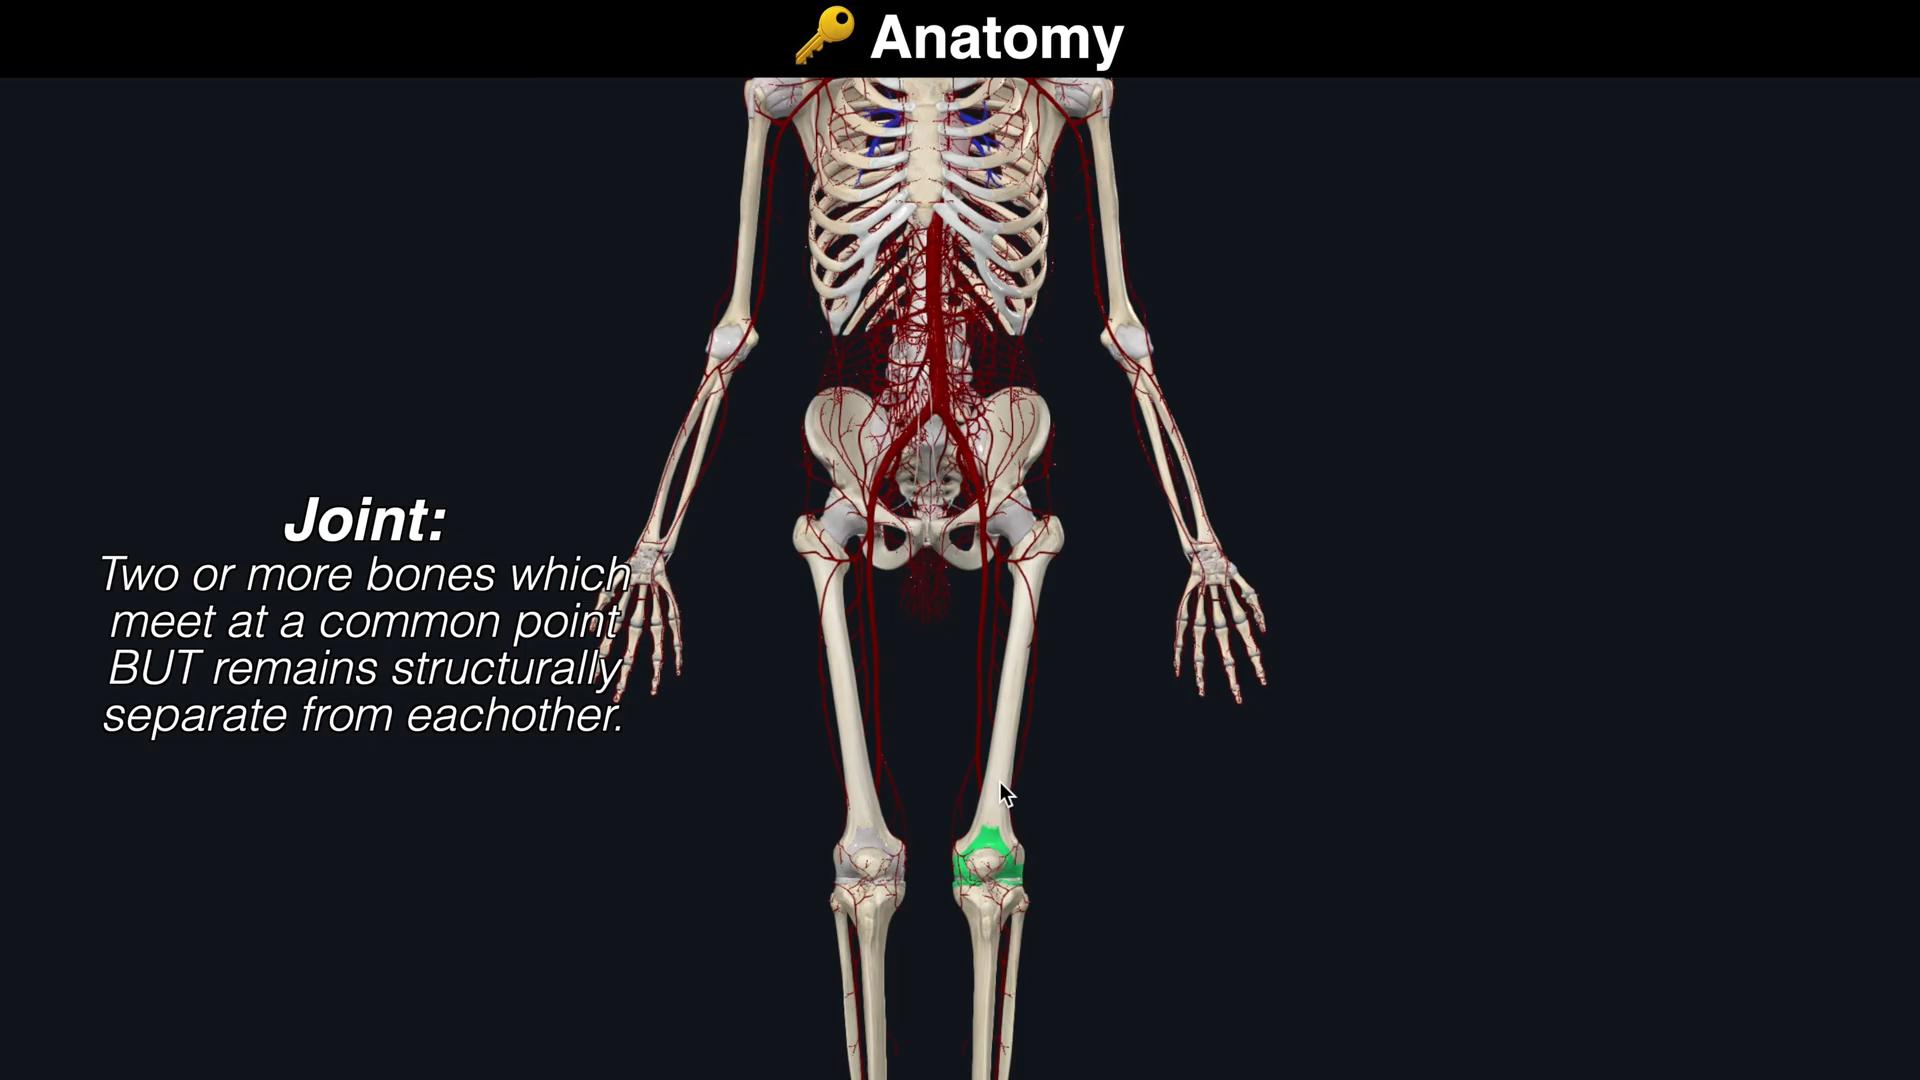 🔑 Anatomy
Joint:
Two or more bones which
meet at a common point
BUT remains structurally
separate from eachother.